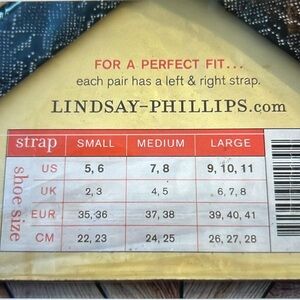 FOR A PERFECT FIT...
each pair has a left & right strap.
LINDSAY-PHILLIPS.com
strap SMALL MEDIUM LARGE
shoe size
US 5, 6 7, 8 9, 10, 11
UK 2, 3 4, 5 6, 7, 8
EUR 35, 36 37, 38 39, 40, 41
CM 22, 23 24, 25 26, 27, 28